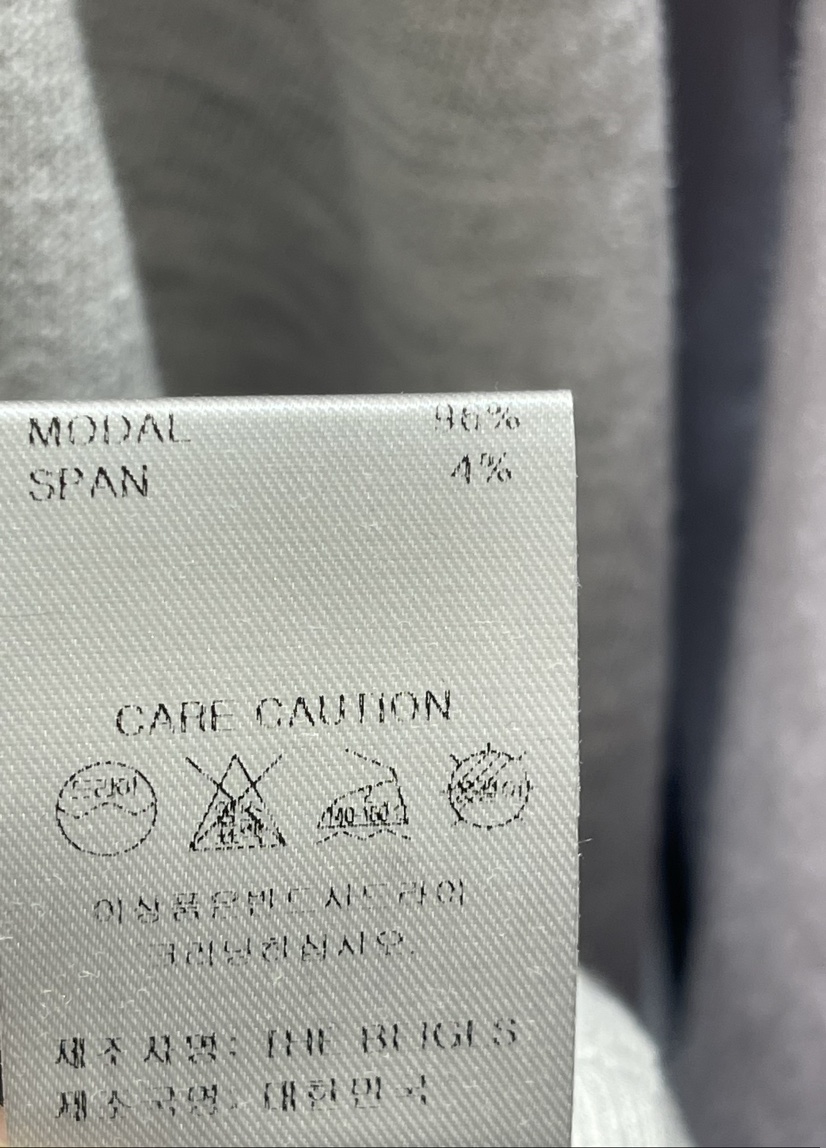 MODAL 96%
SPAN 4%
CARE CAUTION
드라이
140-160
이상품은반드시드라이
크리닝하십시오.
제조자명: THE BEIGES
제조국명: 대한민국